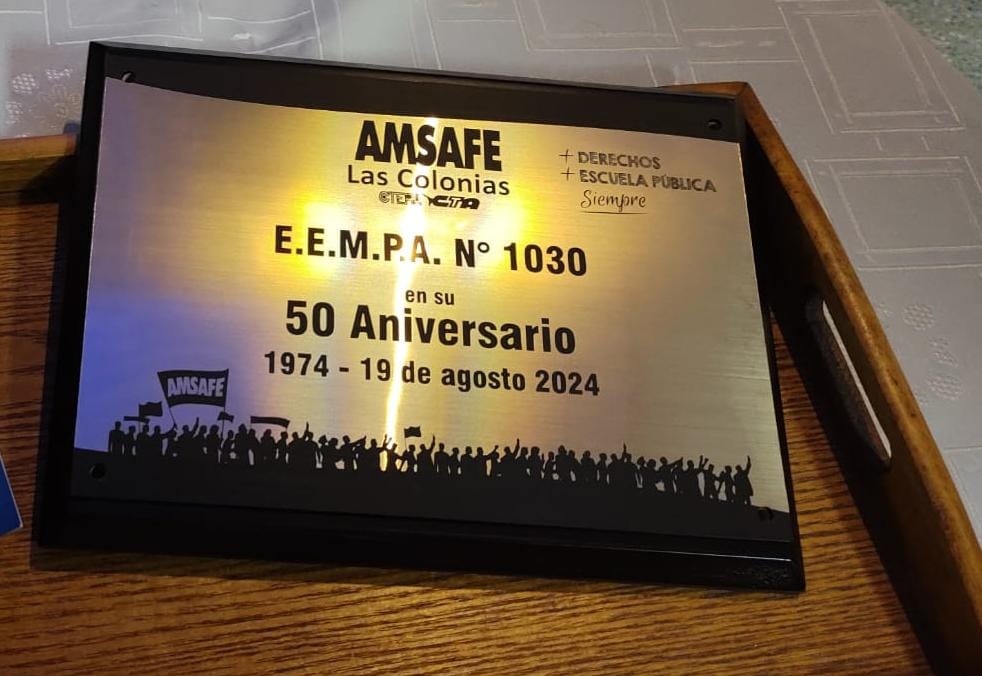 AMSAFE
Las Colonias
CTERA CTA
+ DERECHOS
+ ESCUELA PÚBLICA
Siempre
E.E.M.P.A. N° 1030
en su
50 Aniversario
1974 - 19 de agosto 2024
AMSAFE